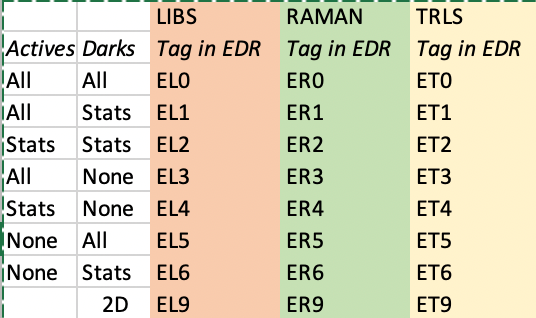 LIBS RAMAN TRLS
Actives Darks Tag in EDR Tag in EDR Tag in EDR
All All EL0 ER0 ET0
All Stats EL1 ER1 ET1
Stats Stats EL2 ER2 ET2
All None EL3 ER3 ET3
Stats None EL4 ER4 ET4
None All EL5 ER5 ET5
None Stats EL6 ER6 ET6
2D EL9 ER9 ET9